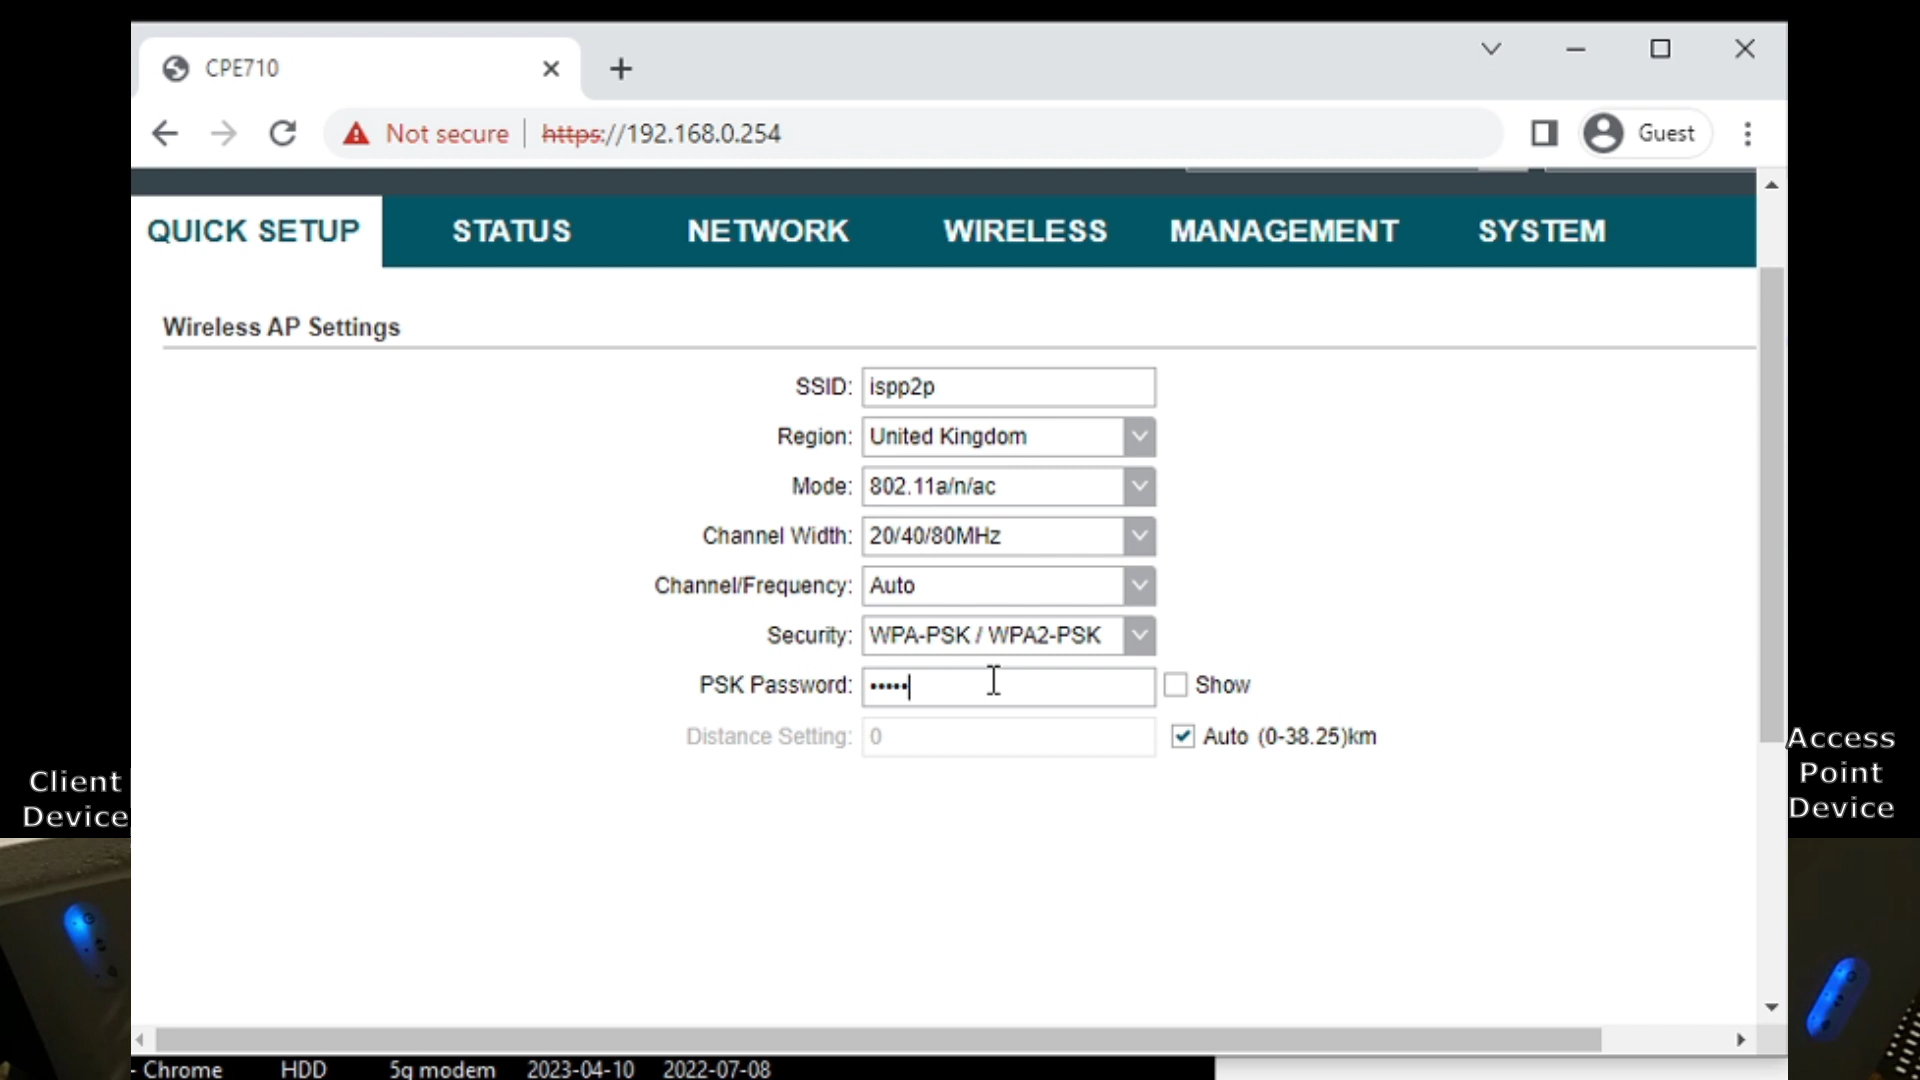 CPE710
Not secure https://192.168.0.254 Guest
QUICK SETUP STATUS NETWORK WIRELESS MANAGEMENT SYSTEM
Wireless AP Settings
SSID: ispp2p
Region: United Kingdom
Mode: 802.11a/n/ac
Channel Width: 20/40/80MHz
Channel/Frequency: Auto
Security: WPA-PSK / WPA2-PSK
PSK Password: ••••• Show
Distance Setting: 0 Auto (0-38.25)km
Client
Device
Access
Point
Device
- Chrome HDD 5g modem 2023-04-10 2022-07-08